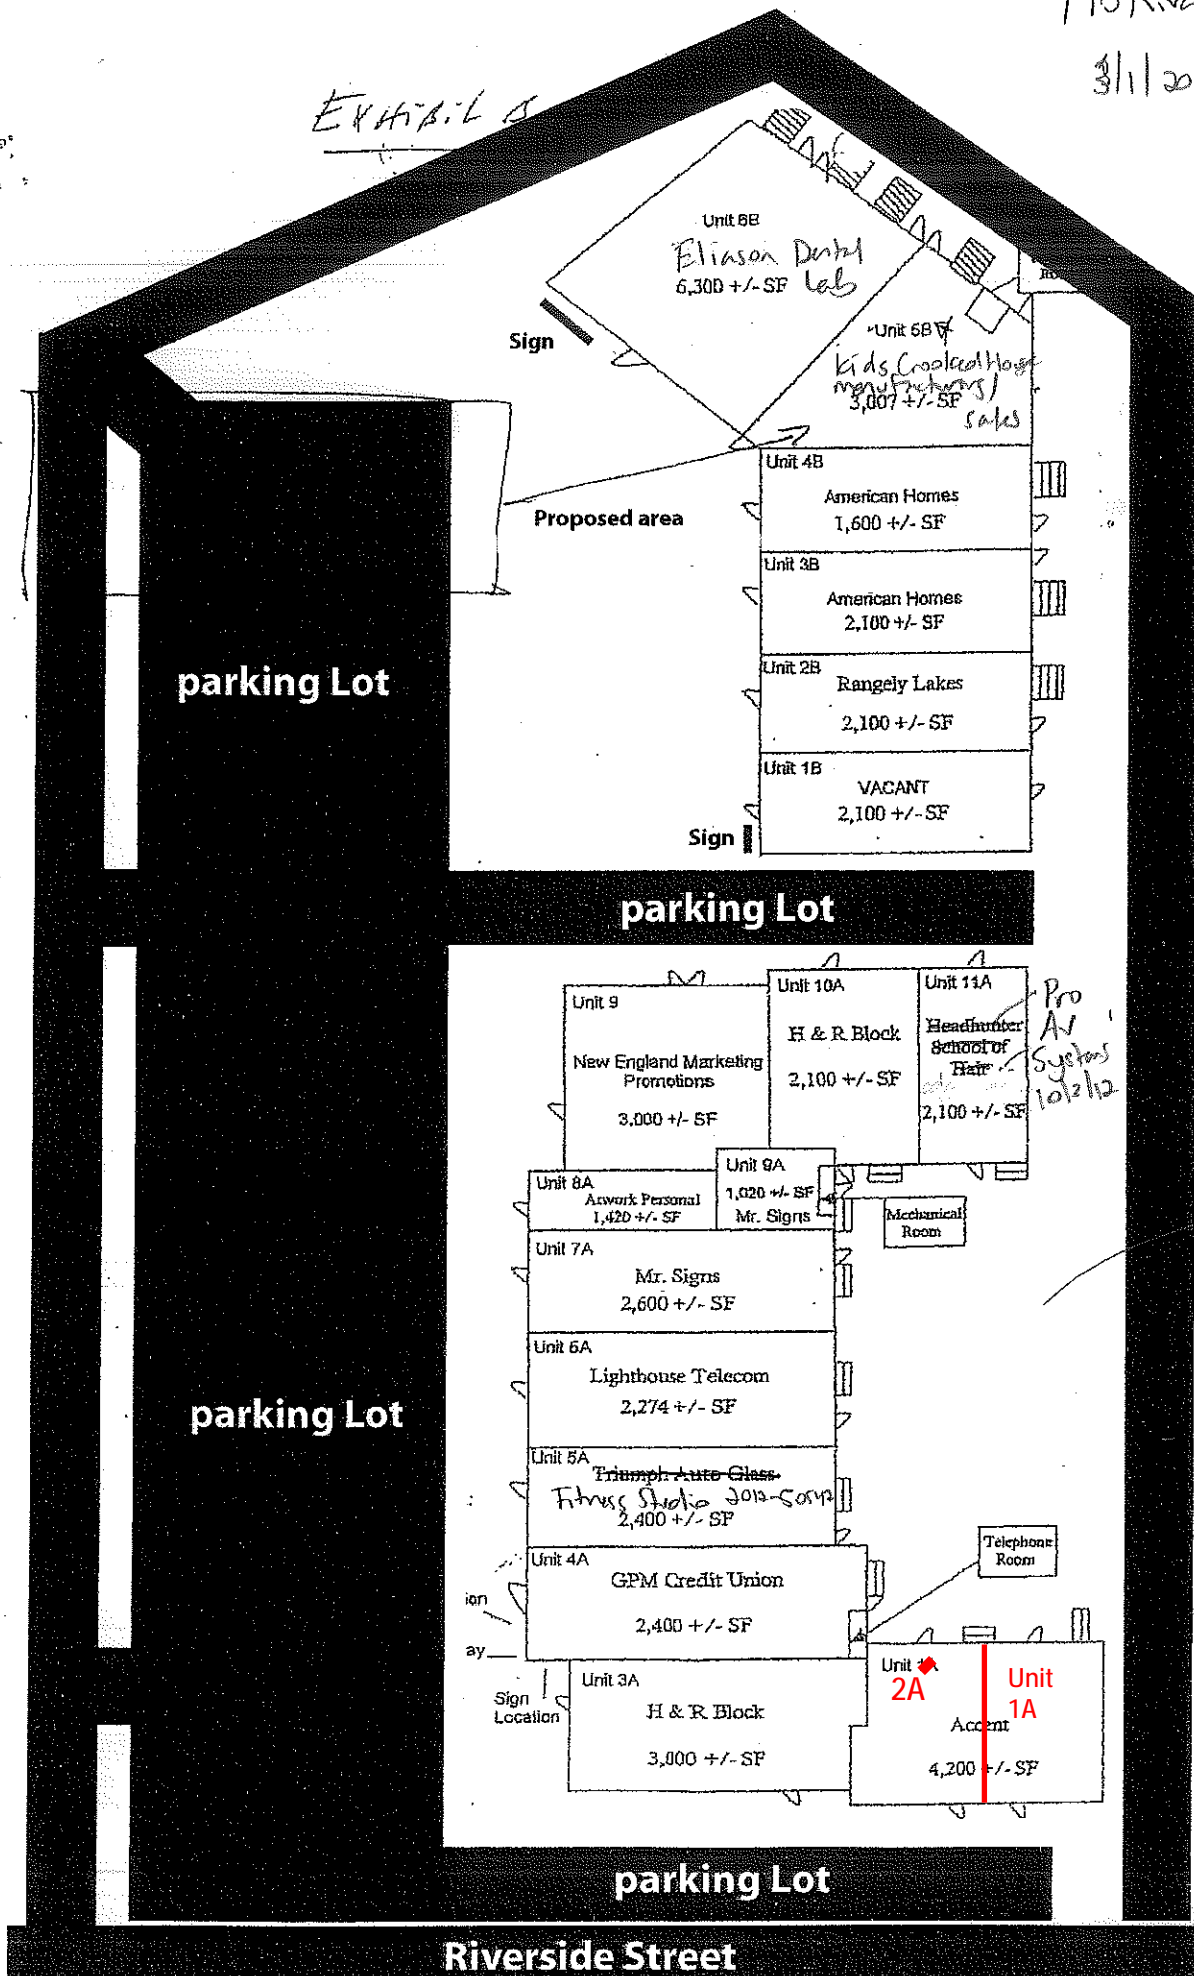 3/1/20
Exhibit B
Unit 6B
Eliason Dental
6,300 +/- SF Lab
Sign
Unit 5B
Kids Crooked House
manufacturing/
3,007 +/- SF
sales
Unit 4B
American Homes
1,600 +/- SF
Proposed area
Unit 3B
American Homes
2,100 +/- SF
parking Lot
Unit 2B
Rangely Lakes
2,100 +/- SF
Unit 1B
VACANT
2,100 +/- SF
Sign
parking Lot
Unit 9
New England Marketing
Promotions
3,000 +/- SF
Unit 10A
H & R Block
2,100 +/- SF
Unit 11A
Headhunter
School of
Hair
2,100 +/- SF
Pro
AV
Systems
10/2/12
Unit 9A
1,020 +/- SF
Mr. Signs
Unit 8A
Atwork Personal
1,420 +/- SF
Mechanical
Room
Unit 7A
Mr. Signs
2,600 +/- SF
Unit 6A
Lighthouse Telecom
2,274 +/- SF
parking Lot
Unit 5A
Triumph Auto Glass
Fitness Studio 2012-50542
2,400 +/- SF
Telephone
Room
Unit 4A
GPM Credit Union
2,400 +/- SF
ion
ay
Sign
Location
Unit 3A
H & R Block
3,000 +/- SF
Unit
2A
Unit
1A
Accent
4,200 +/- SF
parking Lot
Riverside Street